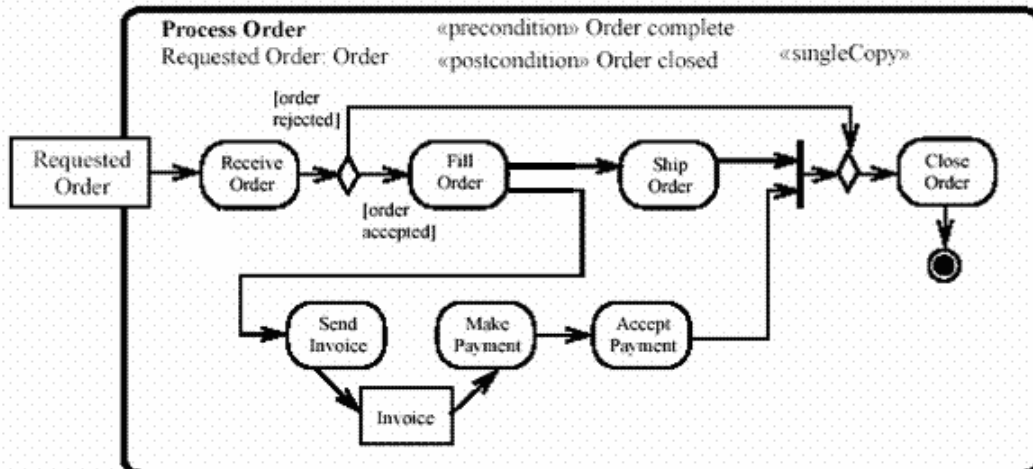 Process Order
«precondition» Order complete
Requested Order: Order
«postcondition» Order closed
«singleCopy»
[order
rejected]
Requested
Order
Receive
Order
Fill
Order
Ship
Order
Close
Order
[order
accepted]
Send
Invoice
Make
Payment
Accept
Payment
Invoice